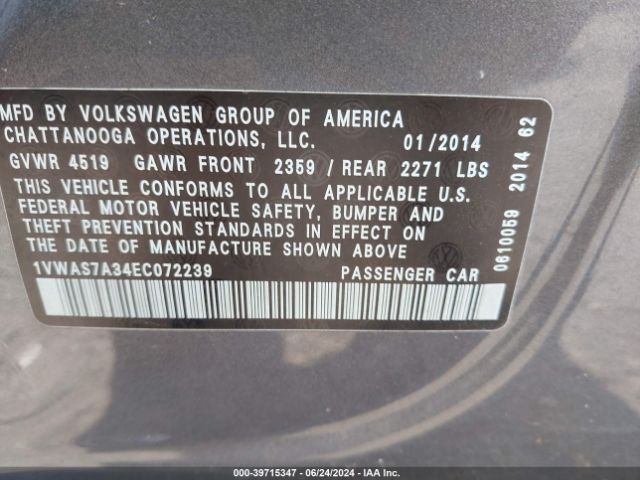 MFD BY VOLKSWAGEN GROUP OF AMERICA
CHATTANOOGA OPERATIONS, LLC. 01/2014
GVWR 4519 GAWR FRONT 2359 / REAR 2271 LBS
THIS VEHICLE CONFORMS TO ALL APPLICABLE U.S.
FEDERAL MOTOR VEHICLE SAFETY, BUMPER AND
THEFT PREVENTION STANDARDS IN EFFECT ON
THE DATE OF MANUFACTURE SHOWN ABOVE
1VWAS7A34EC072239 PASSENGER CAR
0610059 2014 62
000-39715347 - 06/24/2024 - IAA Inc.